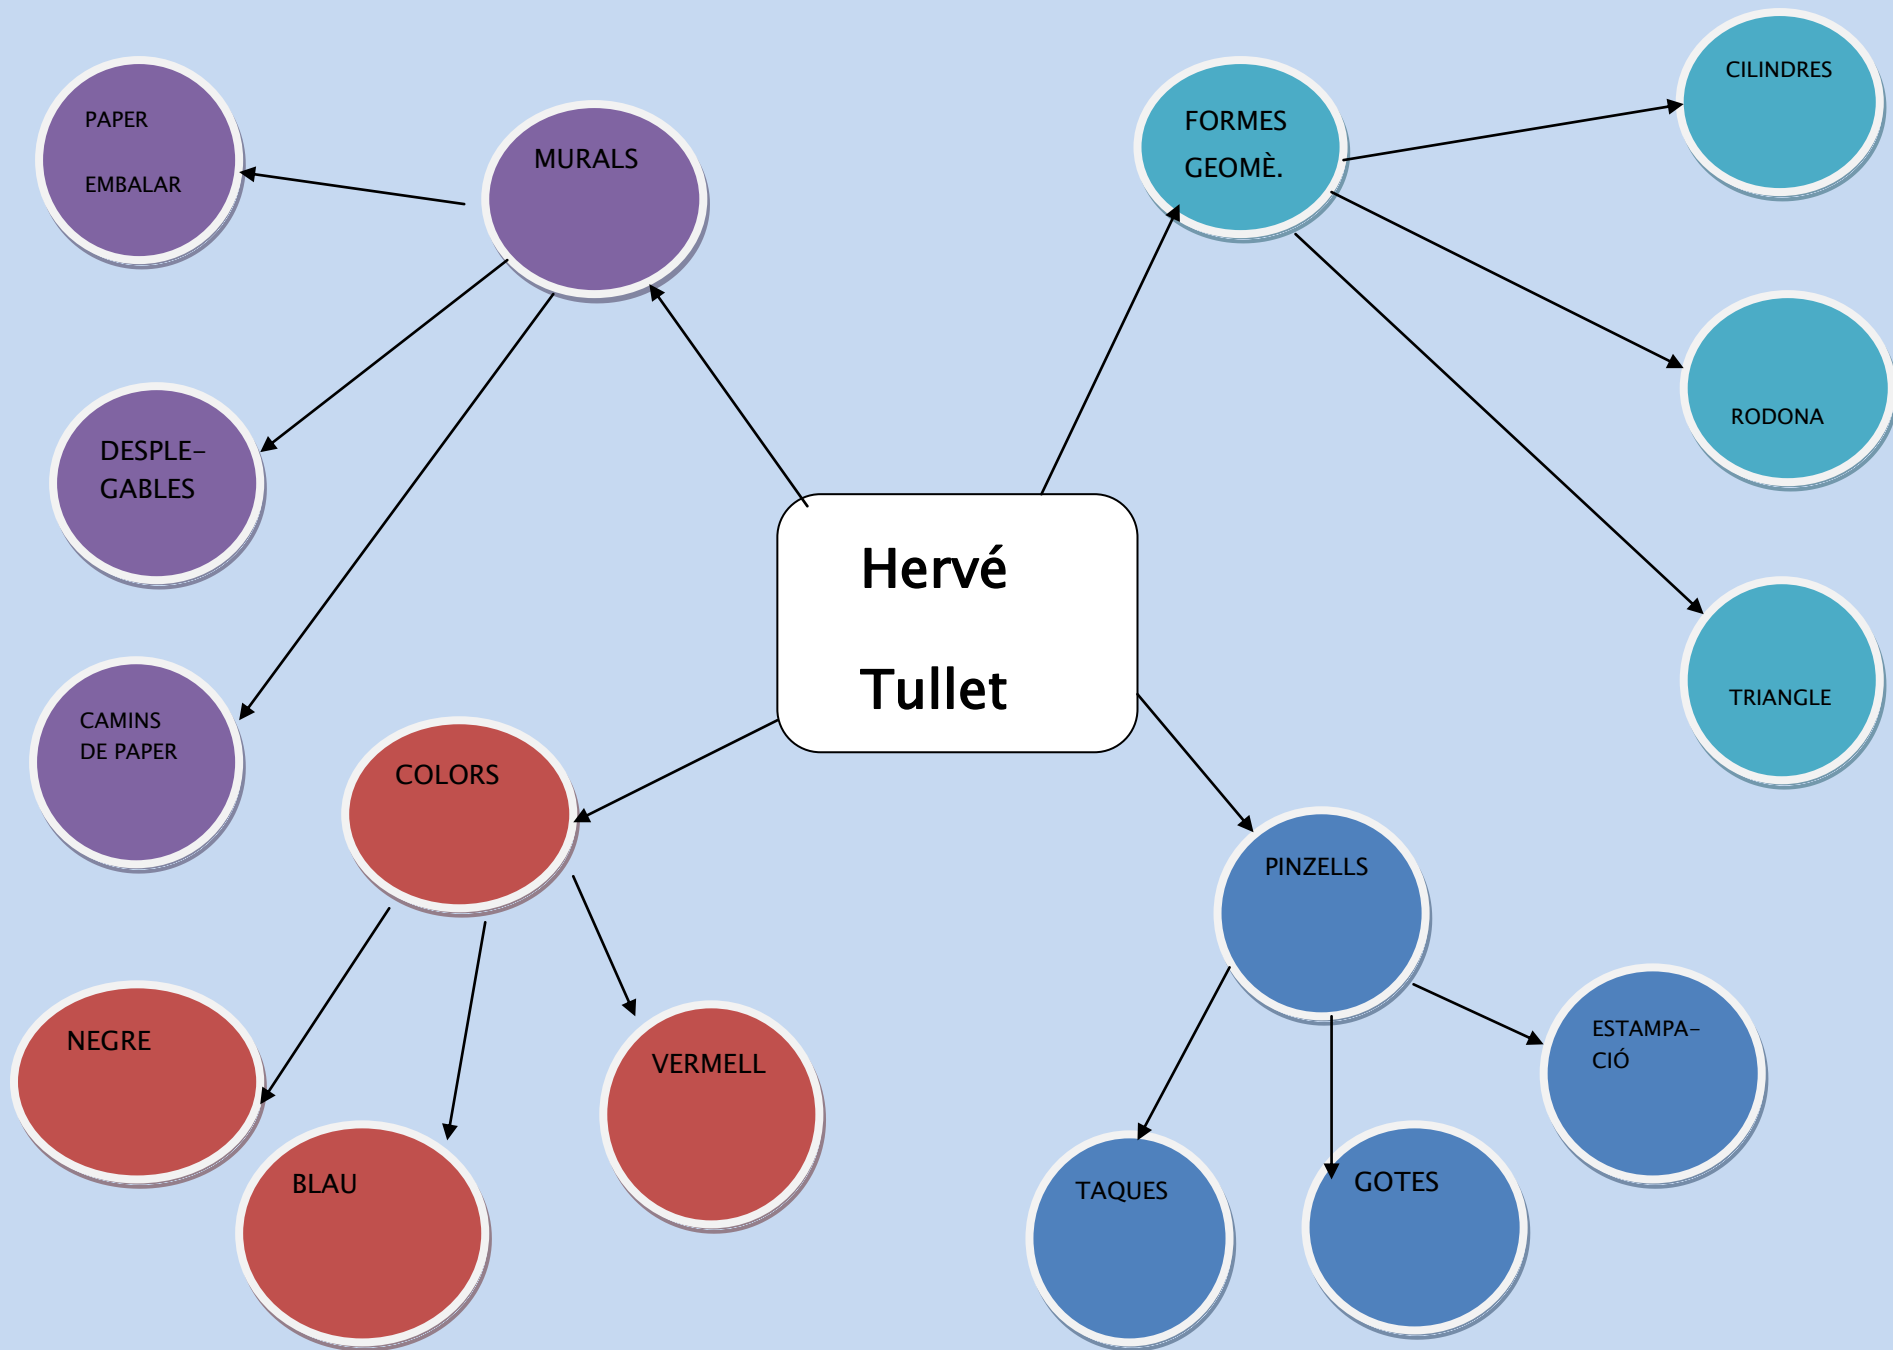 PAPER
EMBALAR
MURALS
FORMES
GEOMÈ.
CILINDRES
DESPLE-
GABLES
RODONA
Hervé
Tullet
CAMINS
DE PAPER
TRIANGLE
COLORS
PINZELLS
NEGRE
BLAU
VERMELL
TAQUES
GOTES
ESTAMPA-
CIÓ